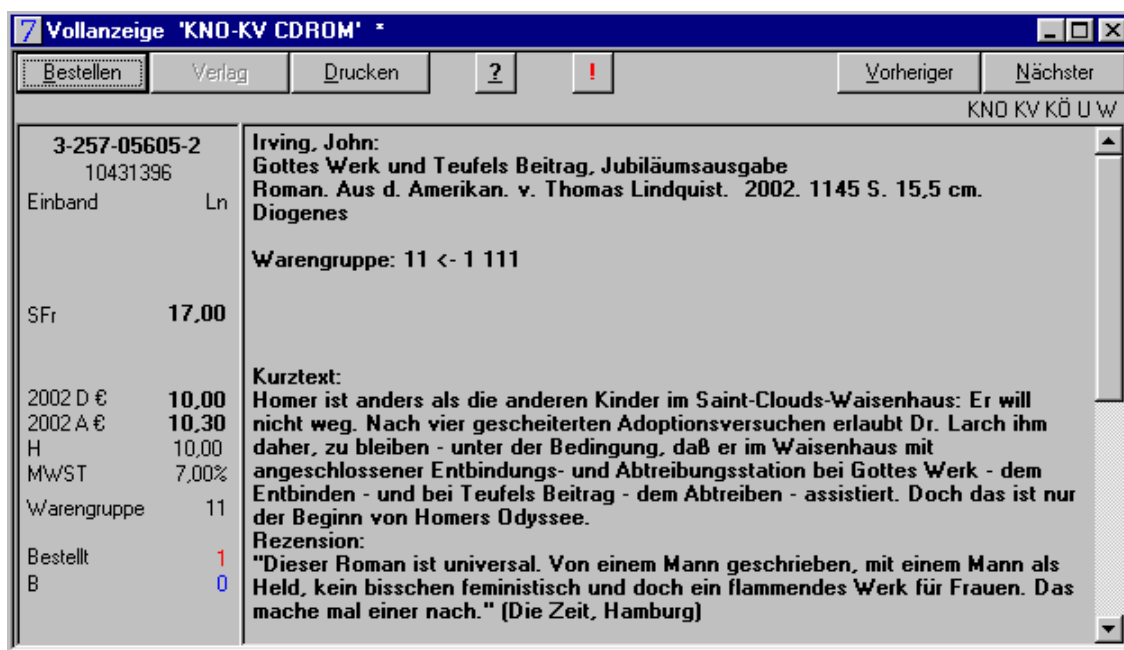 7 Vollanzeige 'KNO-KV CDROM' *
Bestellen Verlag Drucken ? ! Vorheriger Nächster
KNO KV KÖ U W
3-257-05605-2
10431396
Einband Ln
SFr 17,00
2002 D € 10,00
2002 A € 10,30
H 10,00
MWST 7,00%
Warengruppe 11
Bestellt 1
B 0
Irving, John:
Gottes Werk und Teufels Beitrag, Jubiläumsausgabe
Roman. Aus d. Amerikan. v. Thomas Lindquist. 2002. 1145 S. 15,5 cm.
Diogenes
Warengruppe: 11 <- 1 111
Kurztext:
Homer ist anders als die anderen Kinder im Saint-Clouds-Waisenhaus: Er will
nicht weg. Nach vier gescheiterten Adoptionsversuchen erlaubt Dr. Larch ihm
daher, zu bleiben - unter der Bedingung, daß er im Waisenhaus mit
angeschlossener Entbindungs- und Abtreibungsstation bei Gottes Werk - dem
Entbinden - und bei Teufels Beitrag - dem Abtreiben - assistiert. Doch das ist nur
der Beginn von Homers Odyssee.
Rezension:
"Dieser Roman ist universal. Von einem Mann geschrieben, mit einem Mann als
Held, kein bisschen feministisch und doch ein flammendes Werk für Frauen. Das
mache mal einer nach." (Die Zeit, Hamburg)